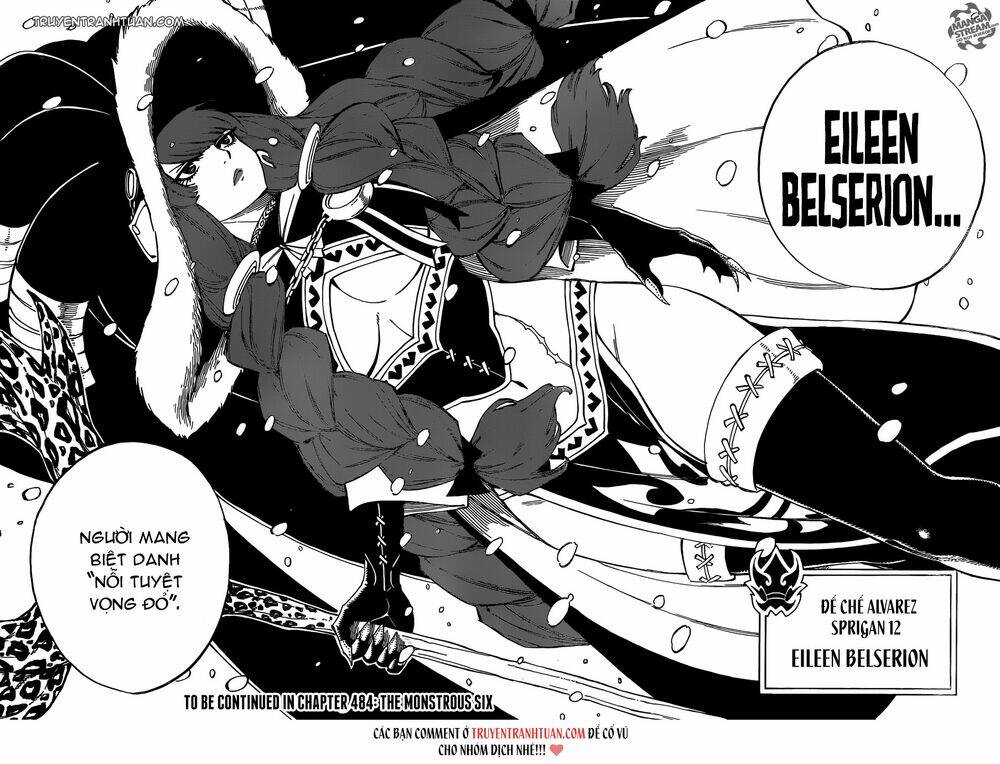 TRUYENTRANHTUAN.COM
MANGA
STREAM
EILEEN
BELSERION...
NGƯỜI MANG
BIỆT DANH
"NỖI TUYỆT
VỌNG ĐỎ".
ĐẾ CHẾ ALVAREZ
SPRIGAN 12
EILEEN BELSERION
TO BE CONTINUED IN CHAPTER 484: THE MONSTROUS SIX
CÁC BẠN COMMENT Ở TRUYENTRANHTUAN.COM ĐỂ CỔ VŨ
CHO NHÓM DỊCH NHÉ!!! ❤